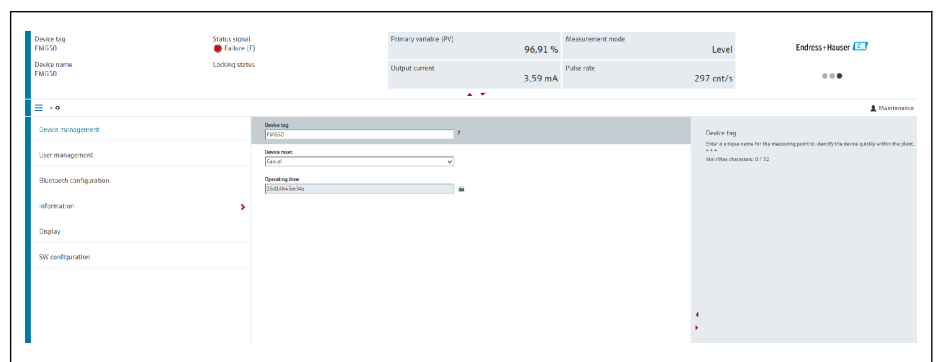 Device tag
FMG50
Status signal
Failure (F)
Primary variable (PV)
96,91 %
Measurement mode
Level
Endress+Hauser
Device name
FMG50
Locking status
Output current
3,59 mA
Pulse rate
297 cnt/s
Maintenance
Device management
User management
Bluetooth configuration
Information
Display
SW configuration
Device tag
FMG50
?
Device reset
Cancel
Operating time
26d14h45m34s
Device tag
Enter a unique name for the measuring point to identify the device quickly within the plant.
* * *
Min/Max characters: 0 / 32